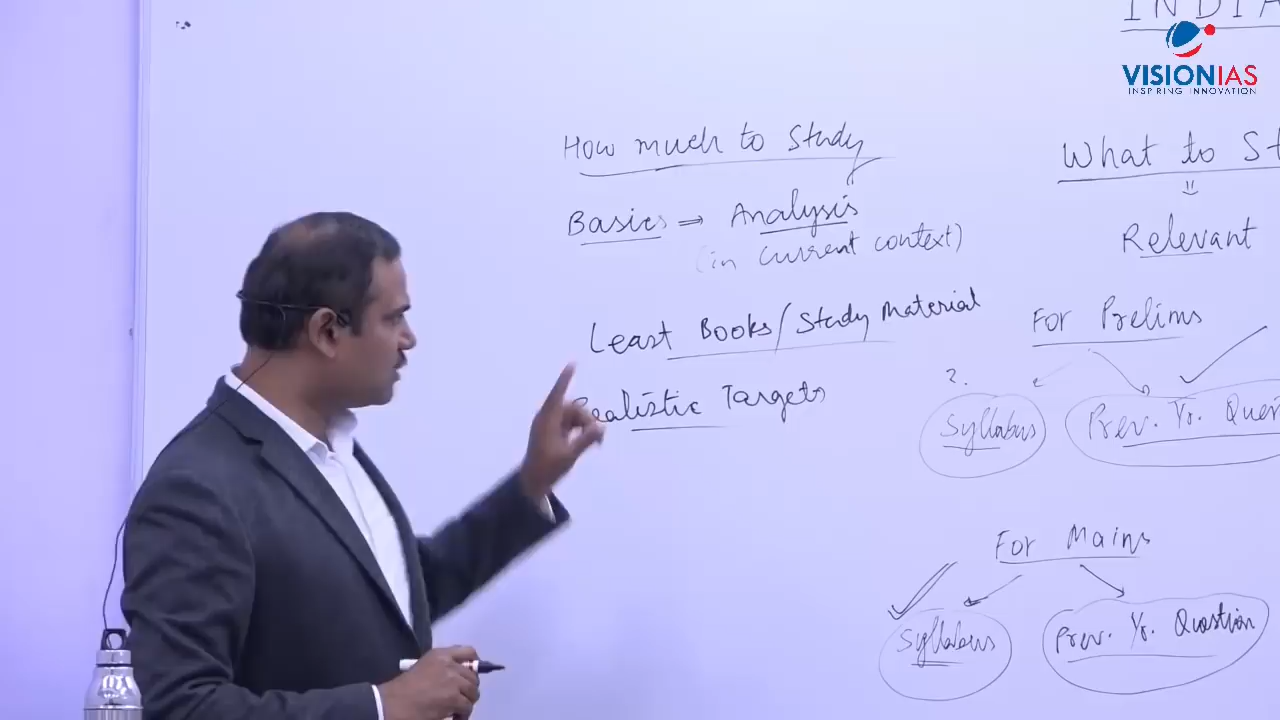 INDIA
VISIONIAS
INSPIRING INNOVATION
How much to Study
Basics ⇒ Analysis
(in current context)
Least Books/Study Material
Realistic Targets
What to St
=
Relevant
For Prelims
?.
Syllabus
Prev. Yr. Ques
For Mains
Syllabus
Prev. Yr. Question